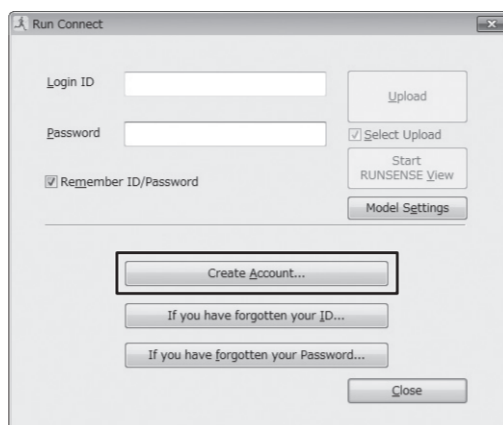 Run Connect
Login ID
Upload
Password
Select Upload
Start
RUNSENSE View
Remember ID/Password
Model Settings
Create Account...
If you have forgotten your ID...
If you have forgotten your Password...
Close